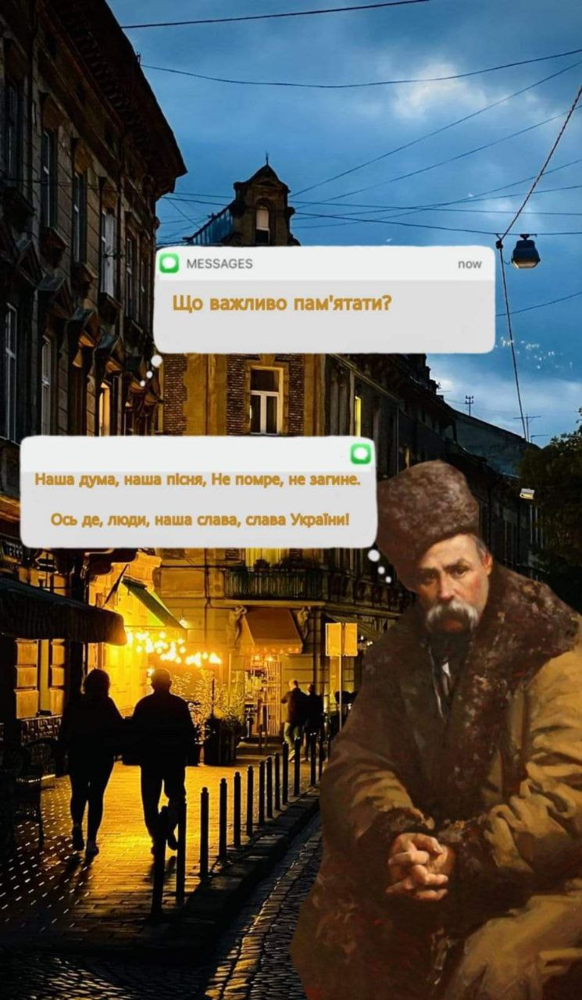 MESSAGES
now
Що важливо пам'ятати?
Наша дума, наша пісня, Не помре, не загине.
Ось де, люди, наша слава, слава України!